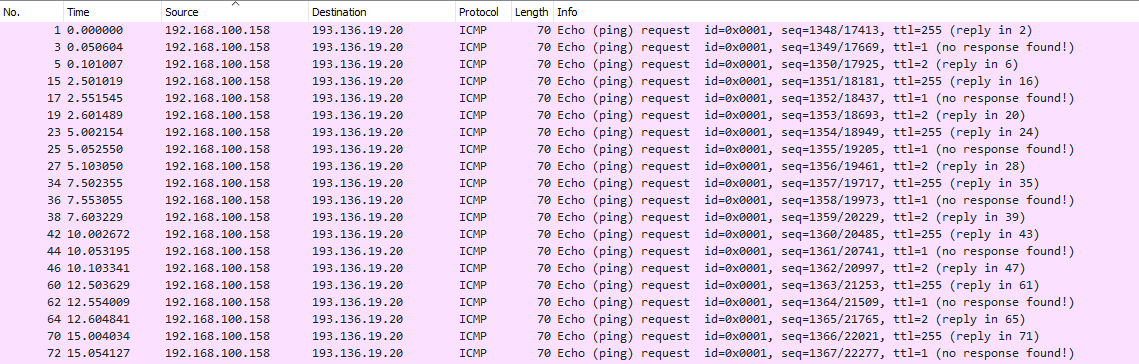 No. Time Source Destination Protocol Length Info
1 0.000000 192.168.100.158 193.136.19.20 ICMP 70 Echo (ping) request id=0x0001, seq=1348/17413, ttl=255 (reply in 2)
3 0.050604 192.168.100.158 193.136.19.20 ICMP 70 Echo (ping) request id=0x0001, seq=1349/17669, ttl=1 (no response found!)
5 0.101007 192.168.100.158 193.136.19.20 ICMP 70 Echo (ping) request id=0x0001, seq=1350/17925, ttl=2 (reply in 6)
15 2.501019 192.168.100.158 193.136.19.20 ICMP 70 Echo (ping) request id=0x0001, seq=1351/18181, ttl=255 (reply in 16)
17 2.551545 192.168.100.158 193.136.19.20 ICMP 70 Echo (ping) request id=0x0001, seq=1352/18437, ttl=1 (no response found!)
19 2.601489 192.168.100.158 193.136.19.20 ICMP 70 Echo (ping) request id=0x0001, seq=1353/18693, ttl=2 (reply in 20)
23 5.002154 192.168.100.158 193.136.19.20 ICMP 70 Echo (ping) request id=0x0001, seq=1354/18949, ttl=255 (reply in 24)
25 5.052550 192.168.100.158 193.136.19.20 ICMP 70 Echo (ping) request id=0x0001, seq=1355/19205, ttl=1 (no response found!)
27 5.103050 192.168.100.158 193.136.19.20 ICMP 70 Echo (ping) request id=0x0001, seq=1356/19461, ttl=2 (reply in 28)
34 7.502355 192.168.100.158 193.136.19.20 ICMP 70 Echo (ping) request id=0x0001, seq=1357/19717, ttl=255 (reply in 35)
36 7.553055 192.168.100.158 193.136.19.20 ICMP 70 Echo (ping) request id=0x0001, seq=1358/19973, ttl=1 (no response found!)
38 7.603229 192.168.100.158 193.136.19.20 ICMP 70 Echo (ping) request id=0x0001, seq=1359/20229, ttl=2 (reply in 39)
42 10.002672 192.168.100.158 193.136.19.20 ICMP 70 Echo (ping) request id=0x0001, seq=1360/20485, ttl=255 (reply in 43)
44 10.053195 192.168.100.158 193.136.19.20 ICMP 70 Echo (ping) request id=0x0001, seq=1361/20741, ttl=1 (no response found!)
46 10.103341 192.168.100.158 193.136.19.20 ICMP 70 Echo (ping) request id=0x0001, seq=1362/20997, ttl=2 (reply in 47)
60 12.503629 192.168.100.158 193.136.19.20 ICMP 70 Echo (ping) request id=0x0001, seq=1363/21253, ttl=255 (reply in 61)
62 12.554009 192.168.100.158 193.136.19.20 ICMP 70 Echo (ping) request id=0x0001, seq=1364/21509, ttl=1 (no response found!)
64 12.604841 192.168.100.158 193.136.19.20 ICMP 70 Echo (ping) request id=0x0001, seq=1365/21765, ttl=2 (reply in 65)
70 15.004034 192.168.100.158 193.136.19.20 ICMP 70 Echo (ping) request id=0x0001, seq=1366/22021, ttl=255 (reply in 71)
72 15.054127 192.168.100.158 193.136.19.20 ICMP 70 Echo (ping) request id=0x0001, seq=1367/22277, ttl=1 (no response found!)